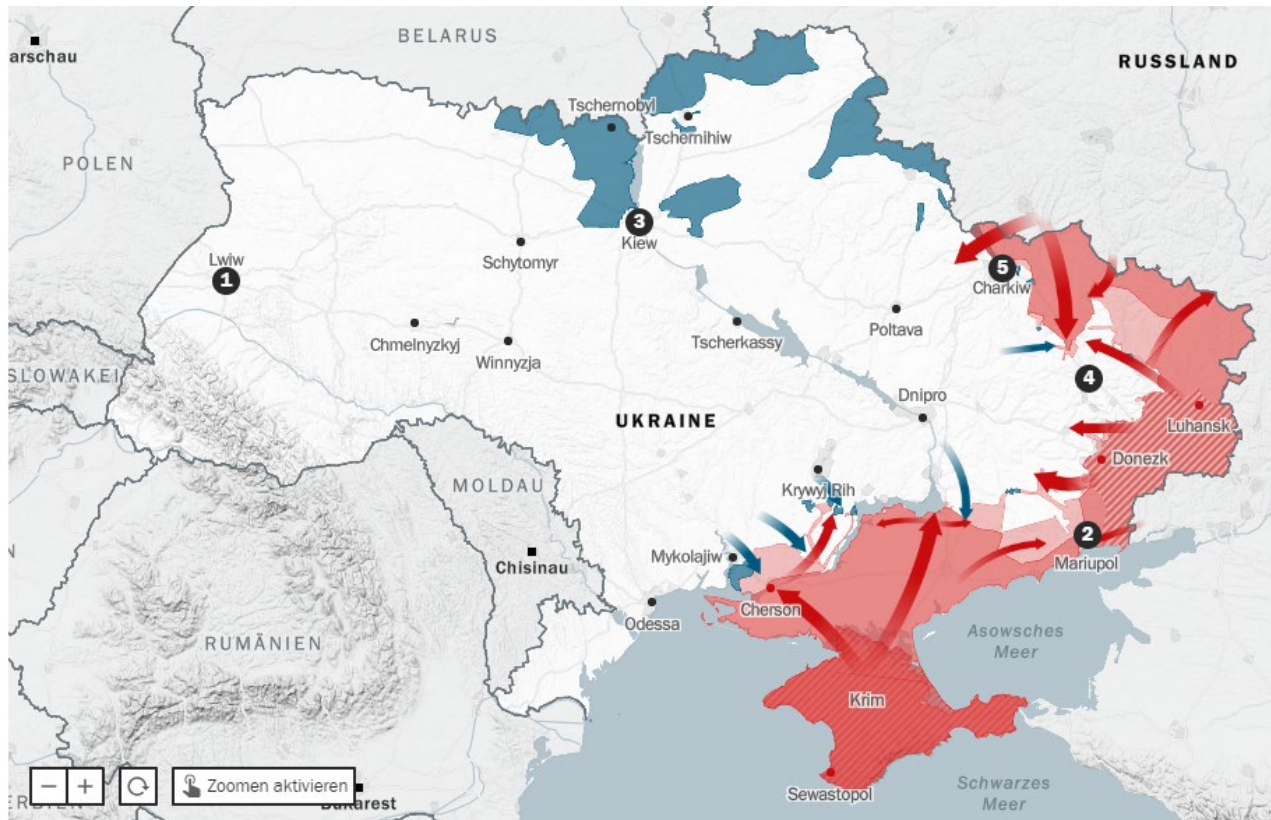 BELARUS
arschau
RUSSLAND
Tschernobyl
Tschernihiw
POLEN
3
Kiew
Lwiw
1
Schytomyr
5
Charkiw
Chmelnyzkyj
Winnyzja
Tscherkassy
Poltava
SLOWAKEI
4
Dnipro
UKRAINE
Luhansk
Donezk
MOLDAU
Krywyj Rih
2
Mariupol
Mykolajiw
Chisinau
Cherson
Odessa
RUMÄNIEN
Asowsches
Meer
Krim
Zoomen aktivieren
Sewastopol
Schwarzes
Meer